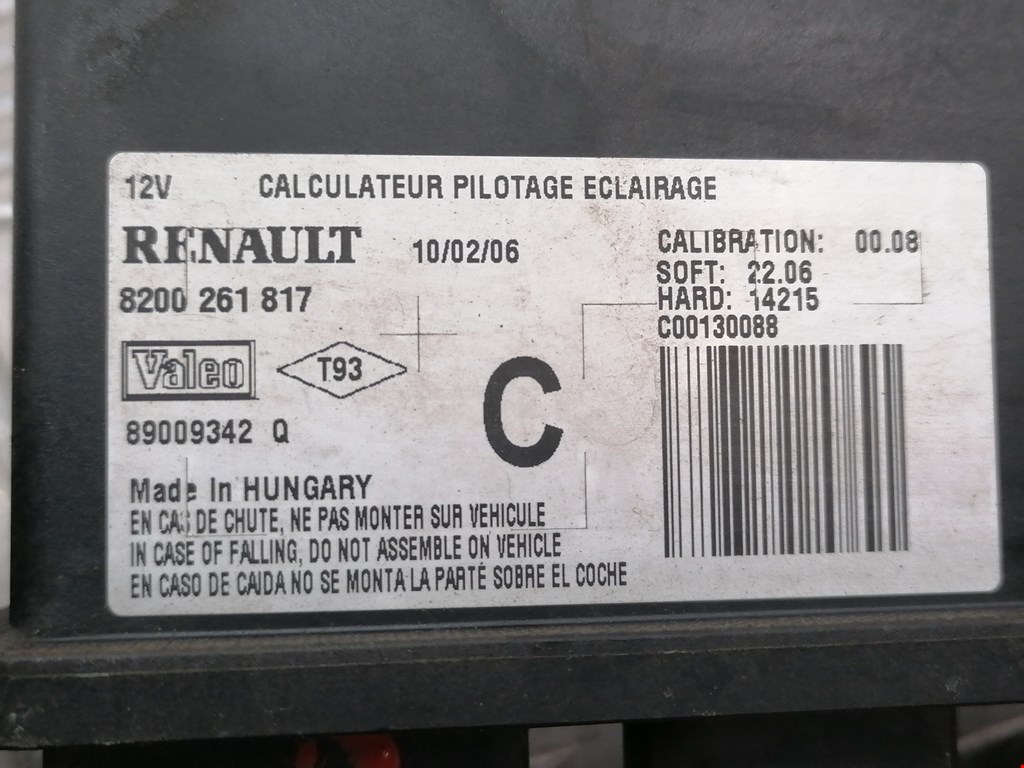 12V CALCULATEUR PILOTAGE ECLAIRAGE
RENAULT 10/02/06
8200 261 817
CALIBRATION: 00.08
SOFT: 22.06
HARD: 14215
C00130088
Valeo T93
C
89009342 Q
Made In HUNGARY
EN CAS DE CHUTE, NE PAS MONTER SUR VEHICULE
IN CASE OF FALLING, DO NOT ASSEMBLE ON VEHICLE
EN CASO DE CAIDA NO SE MONTA LA PARTE SOBRE EL COCHE